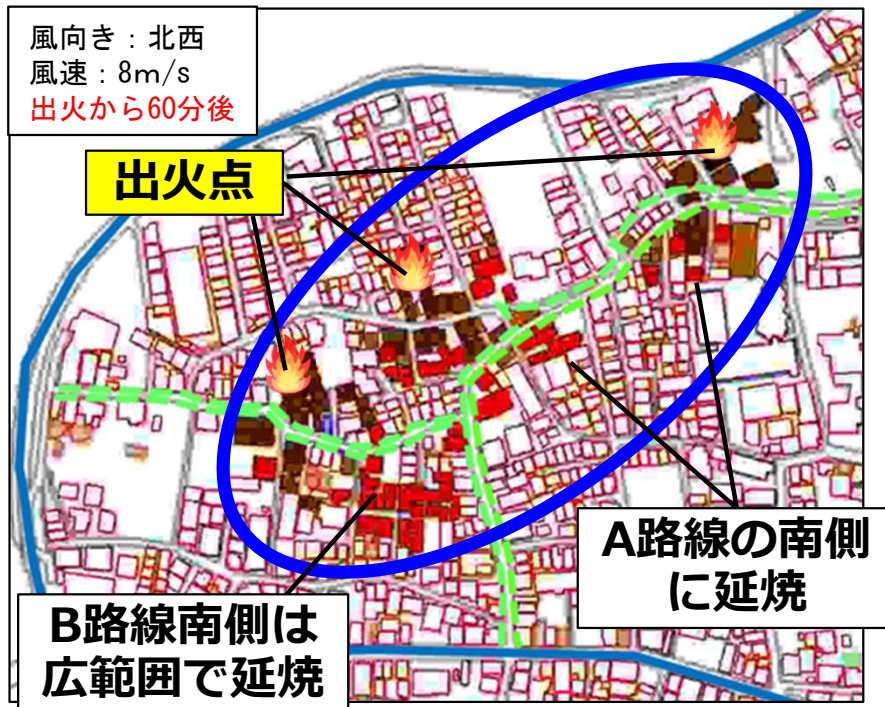 風向き：北西
風速：8m/s
出火から60分後
出火点
A路線の南側
に延焼
B路線南側は
広範囲で延焼